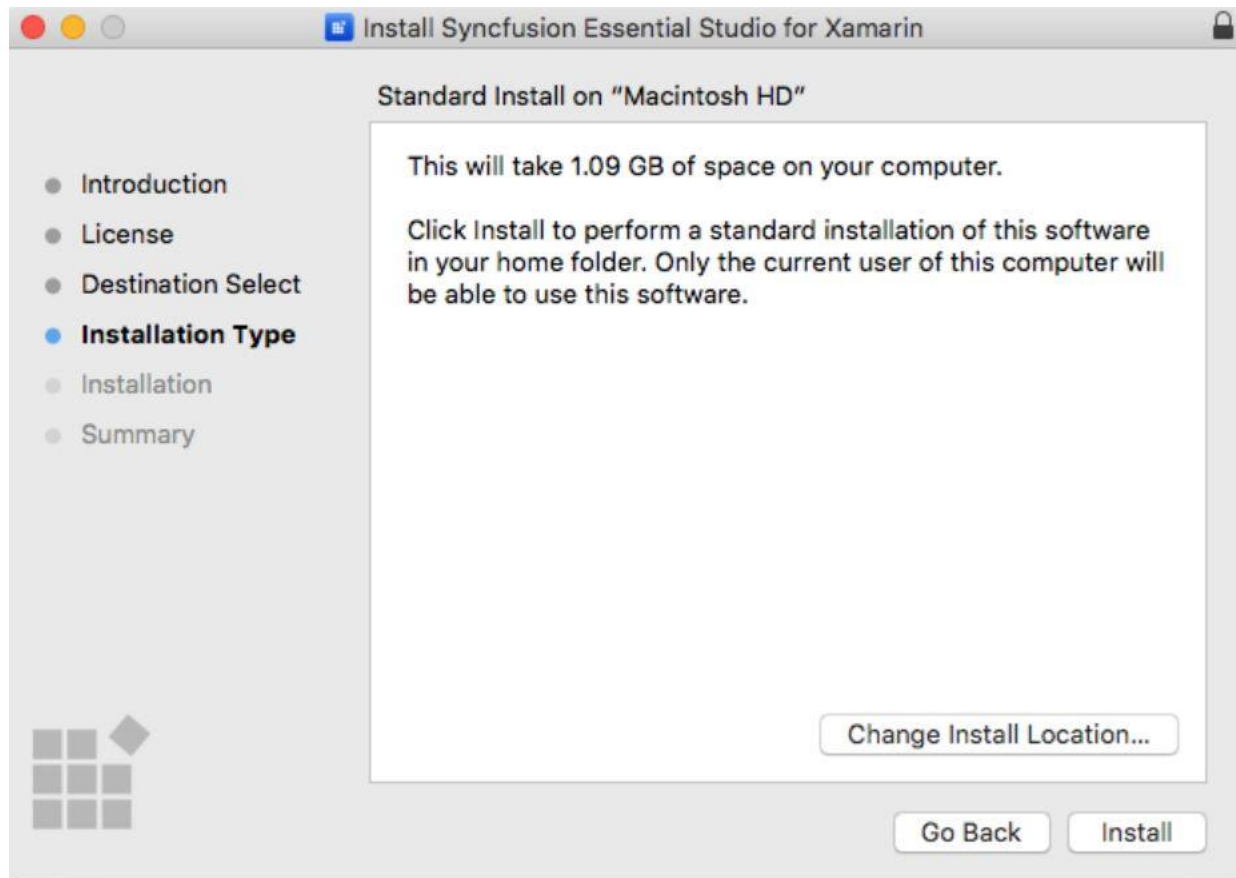 Install Syncfusion Essential Studio for Xamarin
Standard Install on "Macintosh HD"
Introduction
License
Destination Select
Installation Type
Installation
Summary
This will take 1.09 GB of space on your computer.
Click Install to perform a standard installation of this software
in your home folder. Only the current user of this computer will
be able to use this software.
Change Install Location...
Go Back
Install